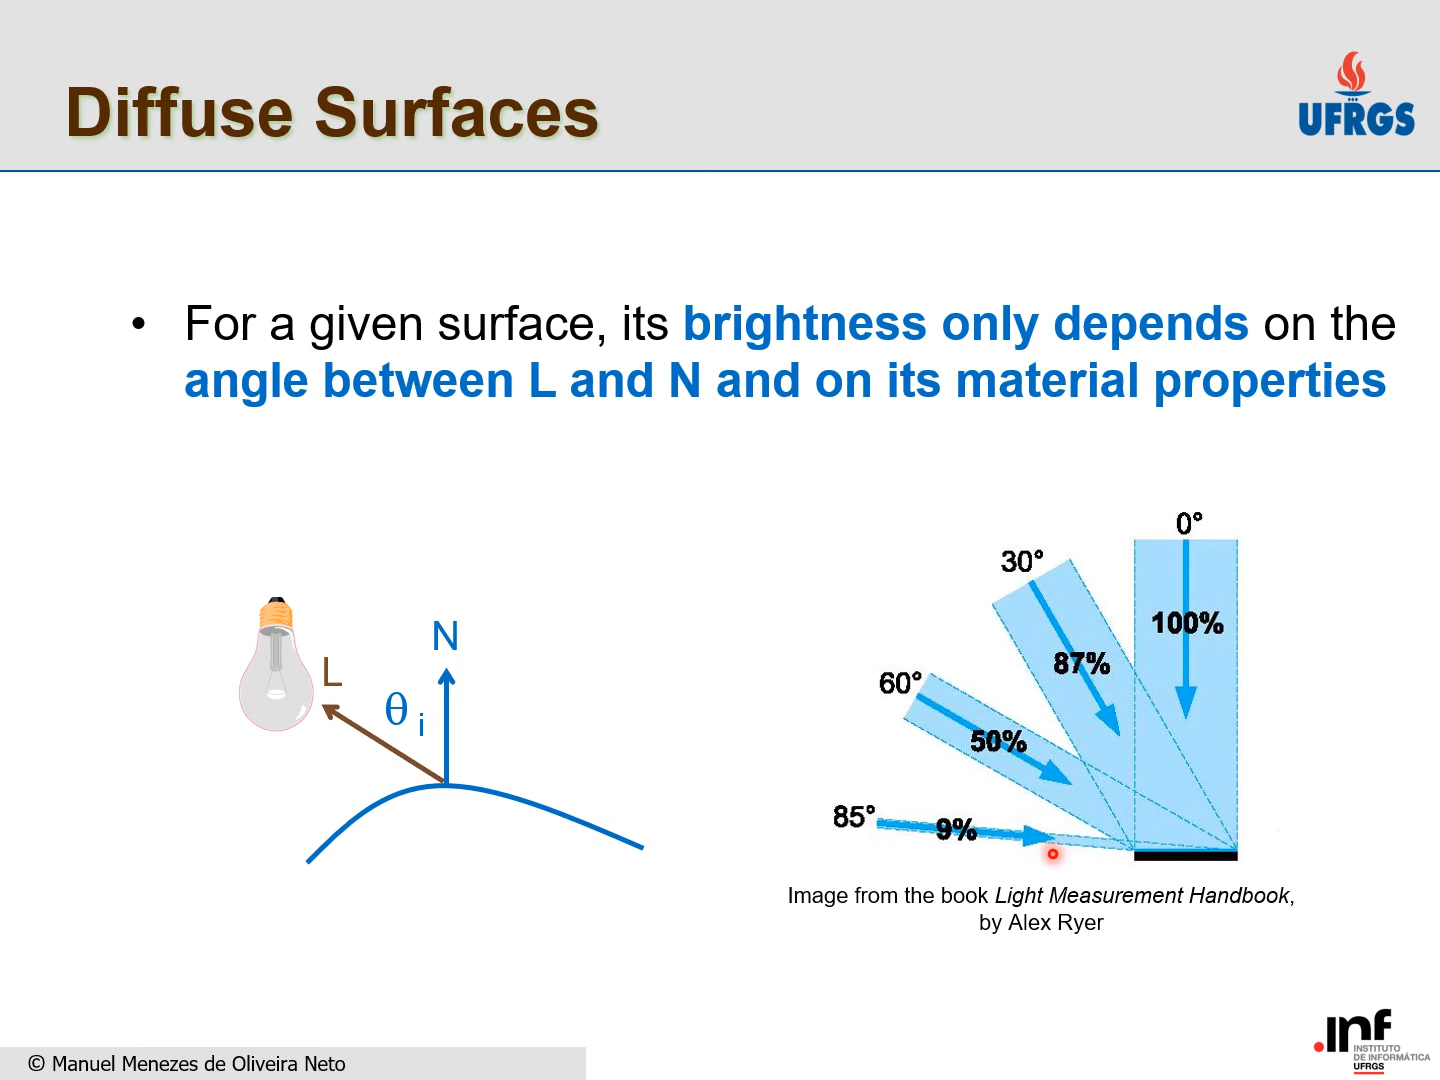 Diffuse Surfaces
UFRGS
• For a given surface, its brightness only depends on the
angle between L and N and on its material properties
N
L
θ i
0°
30°
100%
87%
60°
50%
85°
9%
Image from the book Light Measurement Handbook,
by Alex Ryer
© Manuel Menezes de Oliveira Neto
.inf
INSTITUTO
DE INFORMÁTICA
UFRGS